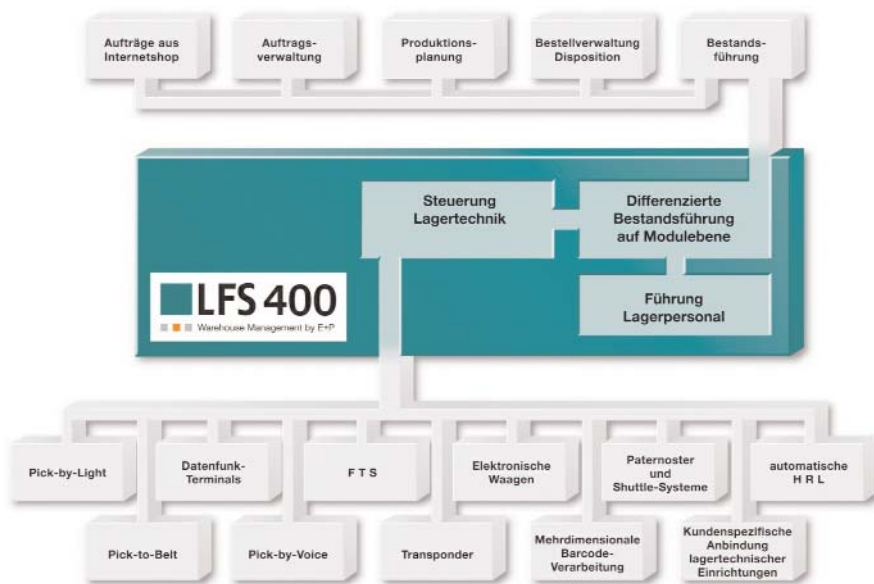 Aufträge aus
Internetshop
Auftrags-
verwaltung
Produktions-
planung
Bestellverwaltung
Disposition
Bestands-
führung
Steuerung
Lagertechnik
Differenzierte
Bestandsführung
auf Modulebene
Führung
Lagerpersonal
LFS 400
Warehouse Management by E+P
Pick-by-Light
Datenfunk-
Terminals
F T S
Elektronische
Waagen
Paternoster
und
Shuttle-Systeme
automatische
H R L
Pick-to-Belt
Pick-by-Voice
Transponder
Mehrdimensionale
Barcode-
Verarbeitung
Kundenspezifische
Anbindung
lagertechnischer
Einrichtungen